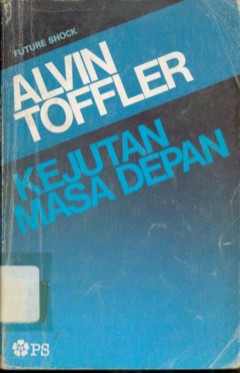 FUTURE SHOCK
ALVIN
TOFFLER
KEJUTAN
MASA DEPAN
PS